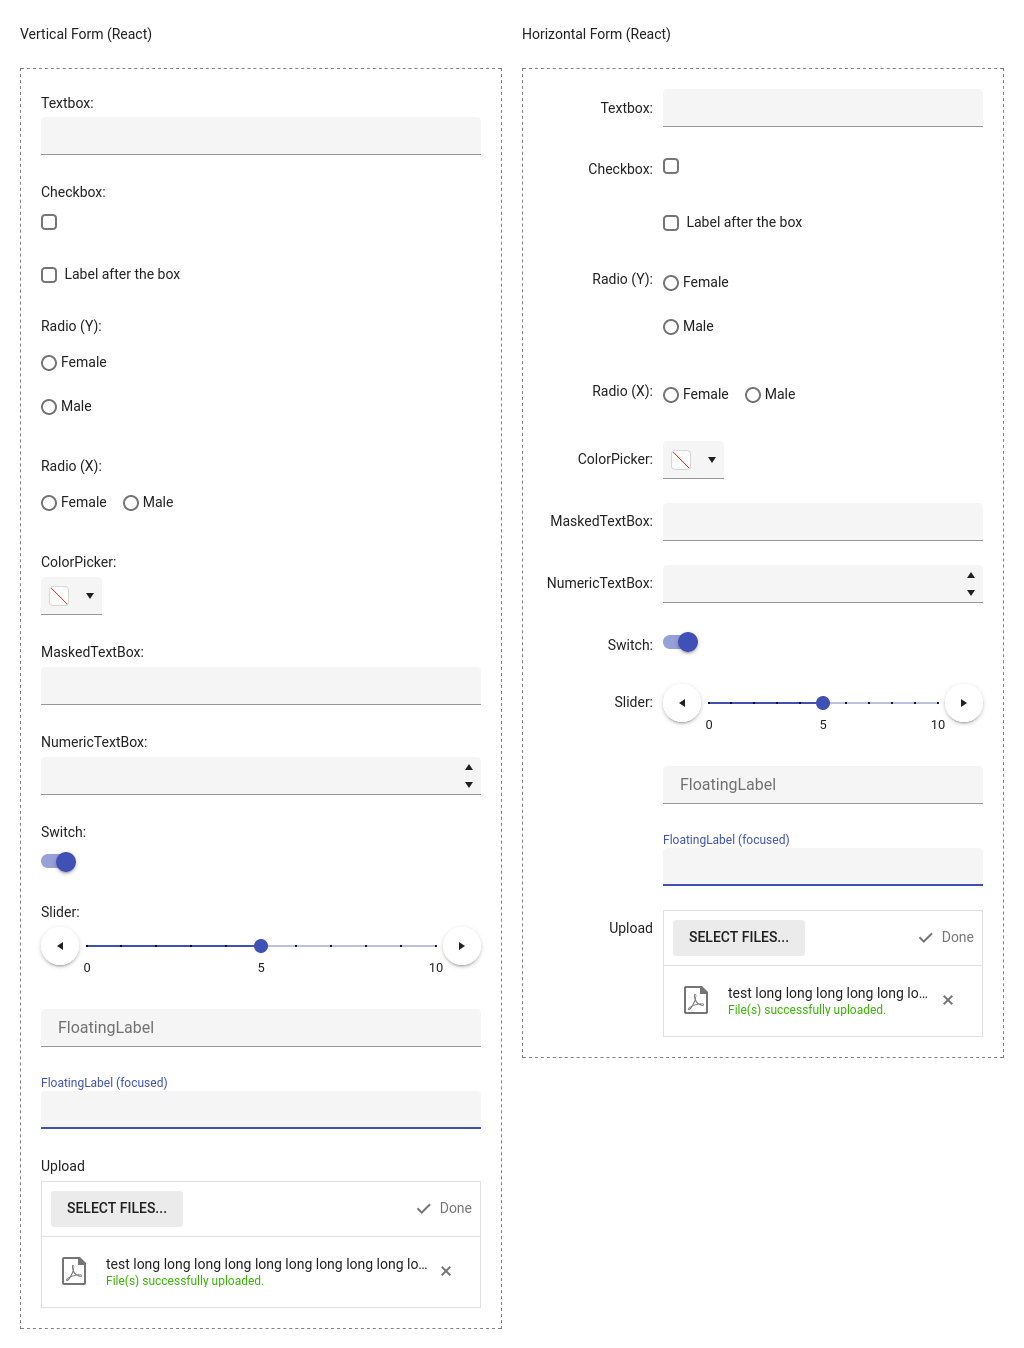 Vertical Form (React)
Textbox:
Checkbox:
Label after the box
Radio (Y):
Female
Male
Radio (X):
Female Male
ColorPicker:
MaskedTextBox:
NumericTextBox:
Switch:
Slider:
0 5 10
FloatingLabel
FloatingLabel (focused)
Upload
SELECT FILES... Done
test long long long long long long long long long lo...
File(s) successfully uploaded.
Horizontal Form (React)
Textbox:
Checkbox:
Label after the box
Radio (Y): Female
Male
Radio (X): Female Male
ColorPicker:
MaskedTextBox:
NumericTextBox:
Switch:
Slider:
0 5 10
FloatingLabel
FloatingLabel (focused)
Upload SELECT FILES... Done
test long long long long long lo...
File(s) successfully uploaded.